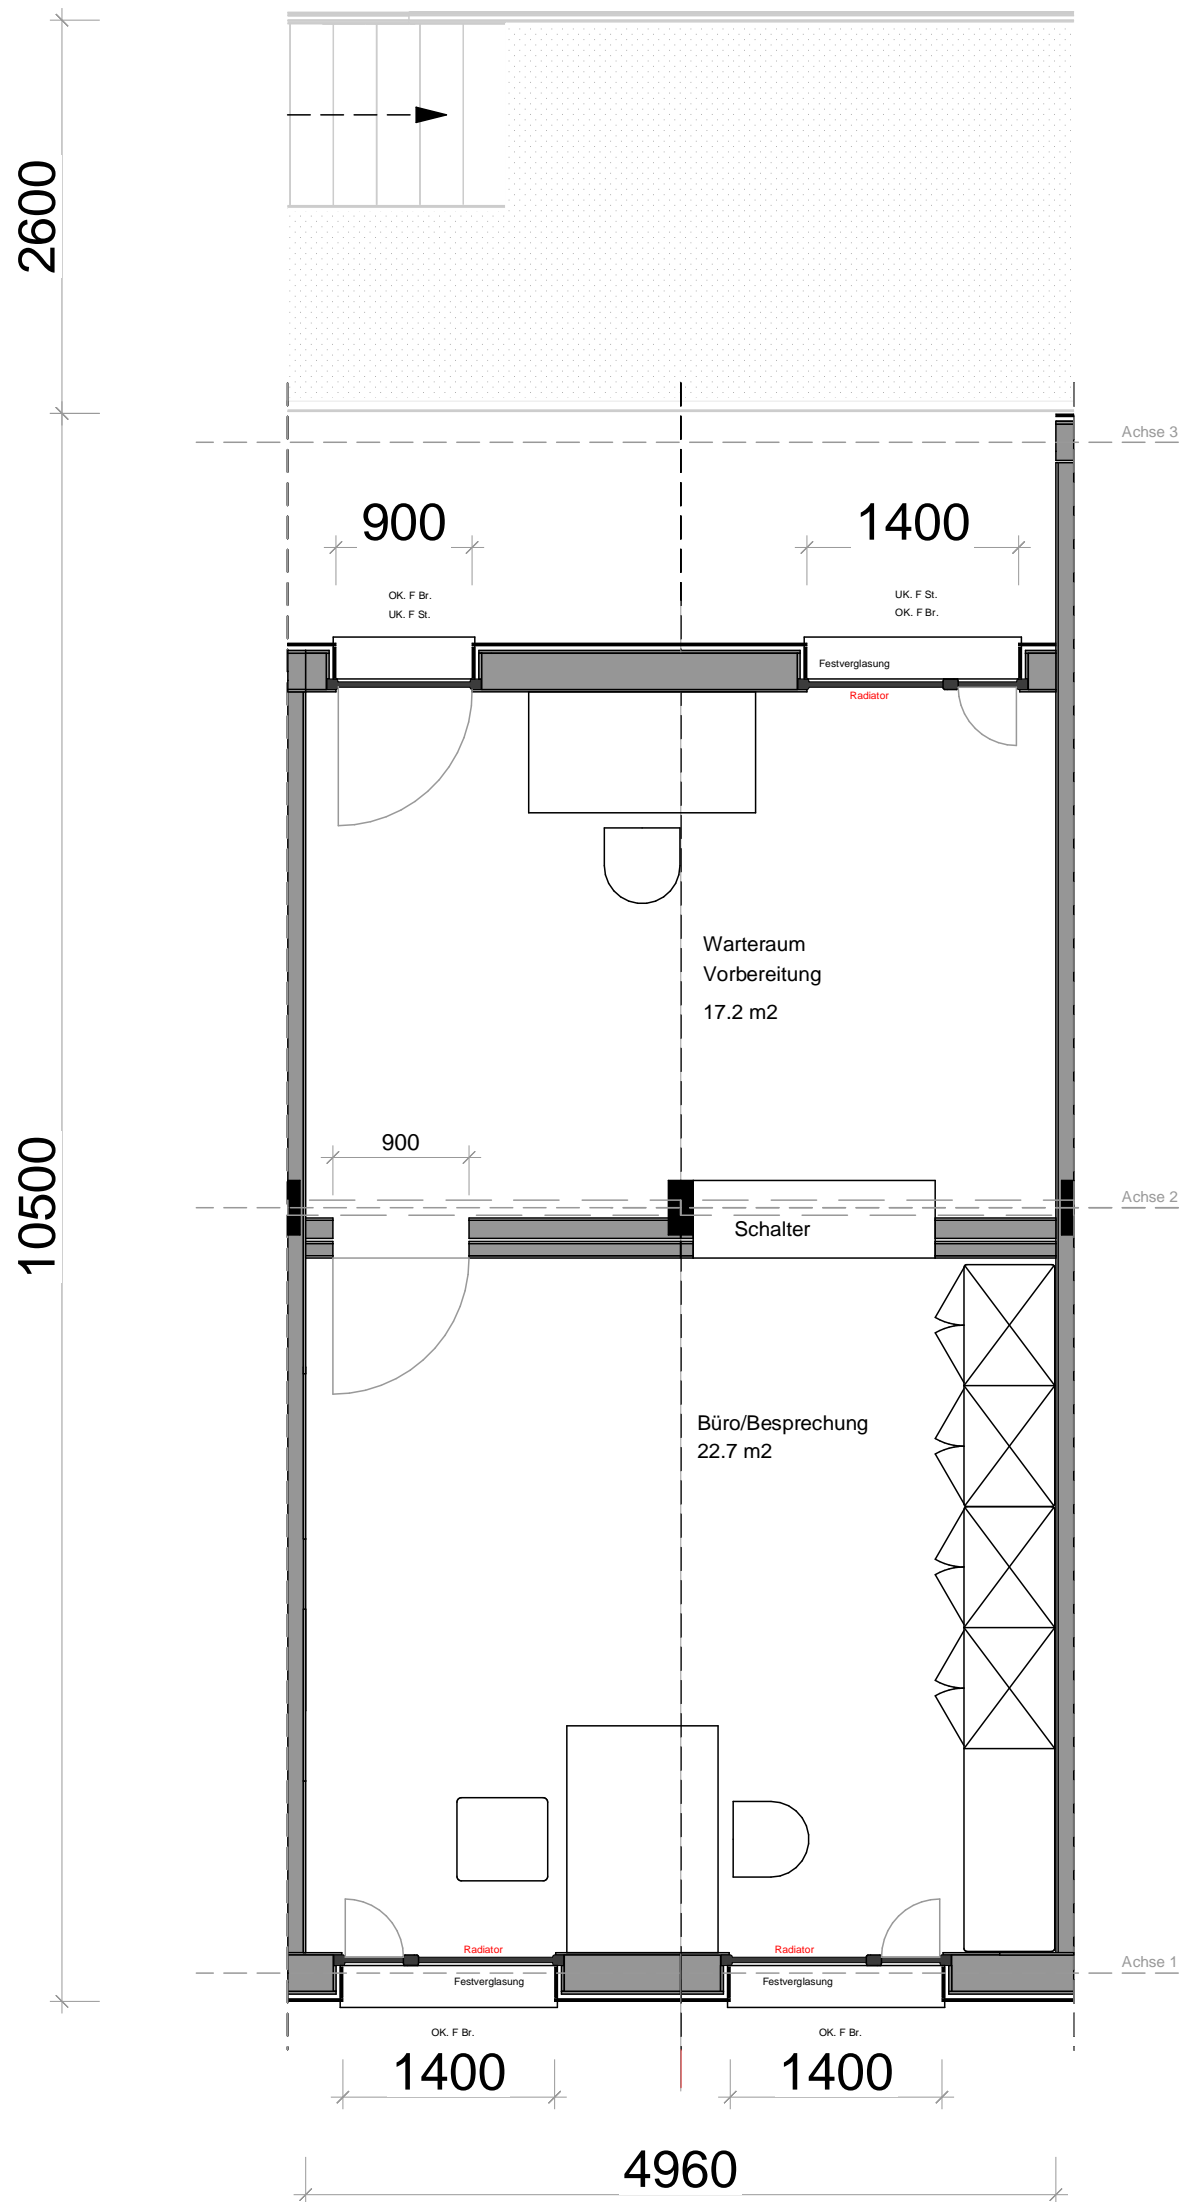 2600
Achse 3
900
1400
OK. F Br.
UK. F St.
UK. F St.
OK. F Br.
Festverglasung
Radiator
Warteraum
Vorbereitung
17.2 m2
10500
900
Achse 2
Schalter
Büro/Besprechung
22.7 m2
Radiator
Radiator
Achse 1
Festverglasung
Festverglasung
OK. F Br.
OK. F Br.
1400
1400
4960